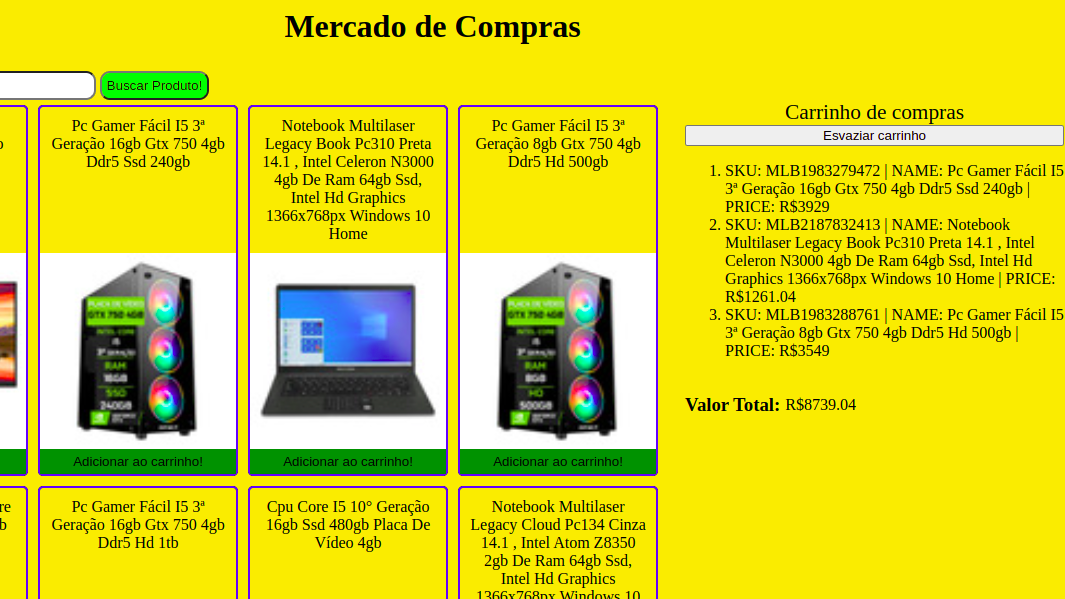 Mercado de Compras
Buscar Produto!
o
Pc Gamer Fácil I5 3ª
Geração 16gb Gtx 750 4gb
Ddr5 Ssd 240gb
PLACA DE VÍDEO
GTX 750 4GB
INTEL CORE
I5
3ª GERAÇÃO
RAM
16GB
SSD
240GB
Adicionar ao carrinho!
Notebook Multilaser
Legacy Book Pc310 Preta
14.1 , Intel Celeron N3000
4gb De Ram 64gb Ssd,
Intel Hd Graphics
1366x768px Windows 10
Home
Adicionar ao carrinho!
Pc Gamer Fácil I5 3ª
Geração 8gb Gtx 750 4gb
Ddr5 Hd 500gb
PLACA DE VÍDEO
GTX 750 4GB
INTEL CORE
I5
3ª GERAÇÃO
RAM
8GB
HD
500GB
Adicionar ao carrinho!
re
b
Pc Gamer Fácil I5 3ª
Geração 16gb Gtx 750 4gb
Ddr5 Hd 1tb
Cpu Core I5 10° Geração
16gb Ssd 480gb Placa De
Vídeo 4gb
Notebook Multilaser
Legacy Cloud Pc134 Cinza
14.1 , Intel Atom Z8350
2gb De Ram 64gb Ssd,
Intel Hd Graphics
1366x768px Windows 10
Carrinho de compras
Esvaziar carrinho
1. SKU: MLB1983279472 | NAME: Pc Gamer Fácil I5
3ª Geração 16gb Gtx 750 4gb Ddr5 Ssd 240gb |
PRICE: R$3929
2. SKU: MLB2187832413 | NAME: Notebook
Multilaser Legacy Book Pc310 Preta 14.1 , Intel
Celeron N3000 4gb De Ram 64gb Ssd, Intel Hd
Graphics 1366x768px Windows 10 Home | PRICE:
R$1261.04
3. SKU: MLB1983288761 | NAME: Pc Gamer Fácil I5
3ª Geração 8gb Gtx 750 4gb Ddr5 Hd 500gb |
PRICE: R$3549
Valor Total: R$8739.04